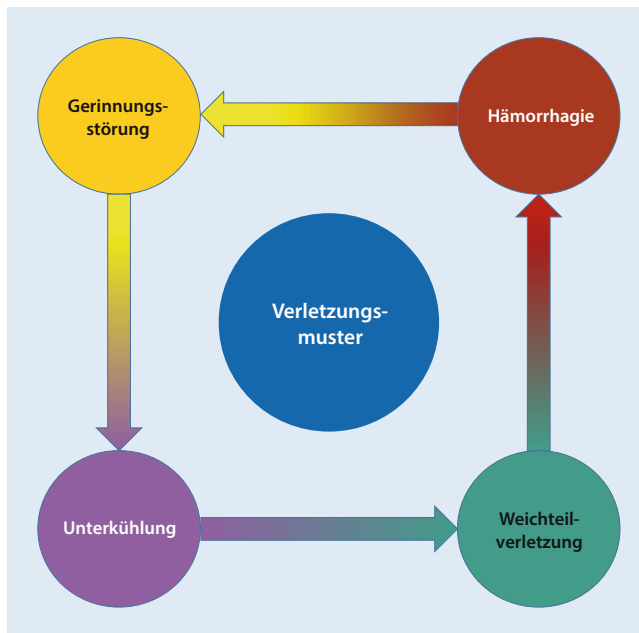 Gerinnungs-
störung
Hämorrhagie
Verletzungs-
muster
Unterkühlung
Weichteil-
verletzung